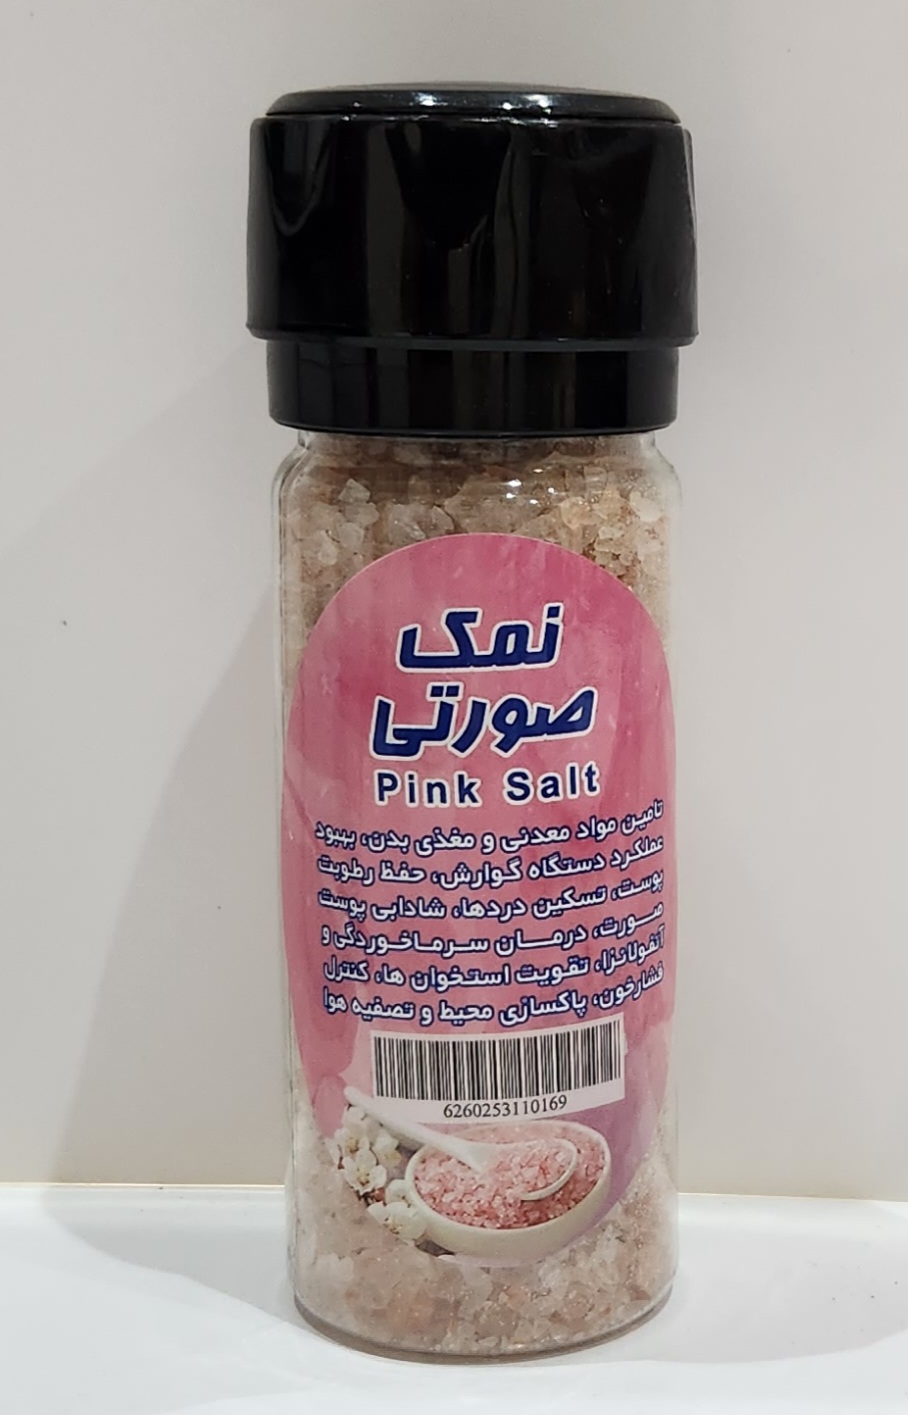 نمک
صورتی
Pink Salt
تامین مواد معدنی و مغذی بدن، بهبود
عملکرد دستگاه گوارش، حفظ رطوبت
پوست، تسکین دردها، شادابی پوست
صورت، درمان سرماخوردگی و
آنفولانزا، تقویت استخوان ها، کنترل
فشارخون، پاکسازی محیط و تصفیه هوا
6260253110169